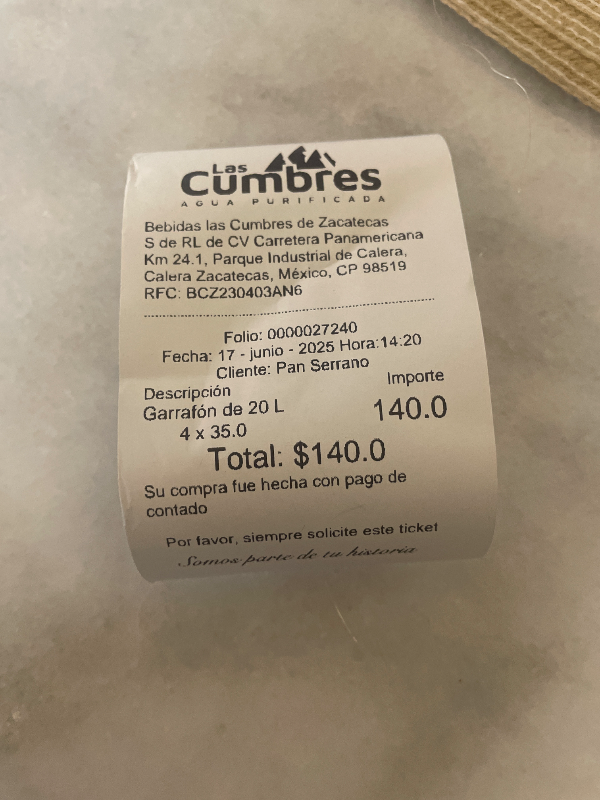 Las
Cumbres
AGUA PURIFICADA
Bebidas las Cumbres de Zacatecas
S de RL de CV Carretera Panamericana
Km 24.1, Parque Industrial de Calera,
Calera Zacatecas, México, CP 98519
RFC: BCZ230403AN6
Folio: 0000027240
Fecha: 17 - junio - 2025 Hora:14:20
Cliente: Pan Serrano
Descripción Importe
Garrafón de 20 L 140.0
4 x 35.0
Total: $140.0
Su compra fue hecha con pago de
contado
Por favor, siempre solicite este ticket
Somos parte de tu historia